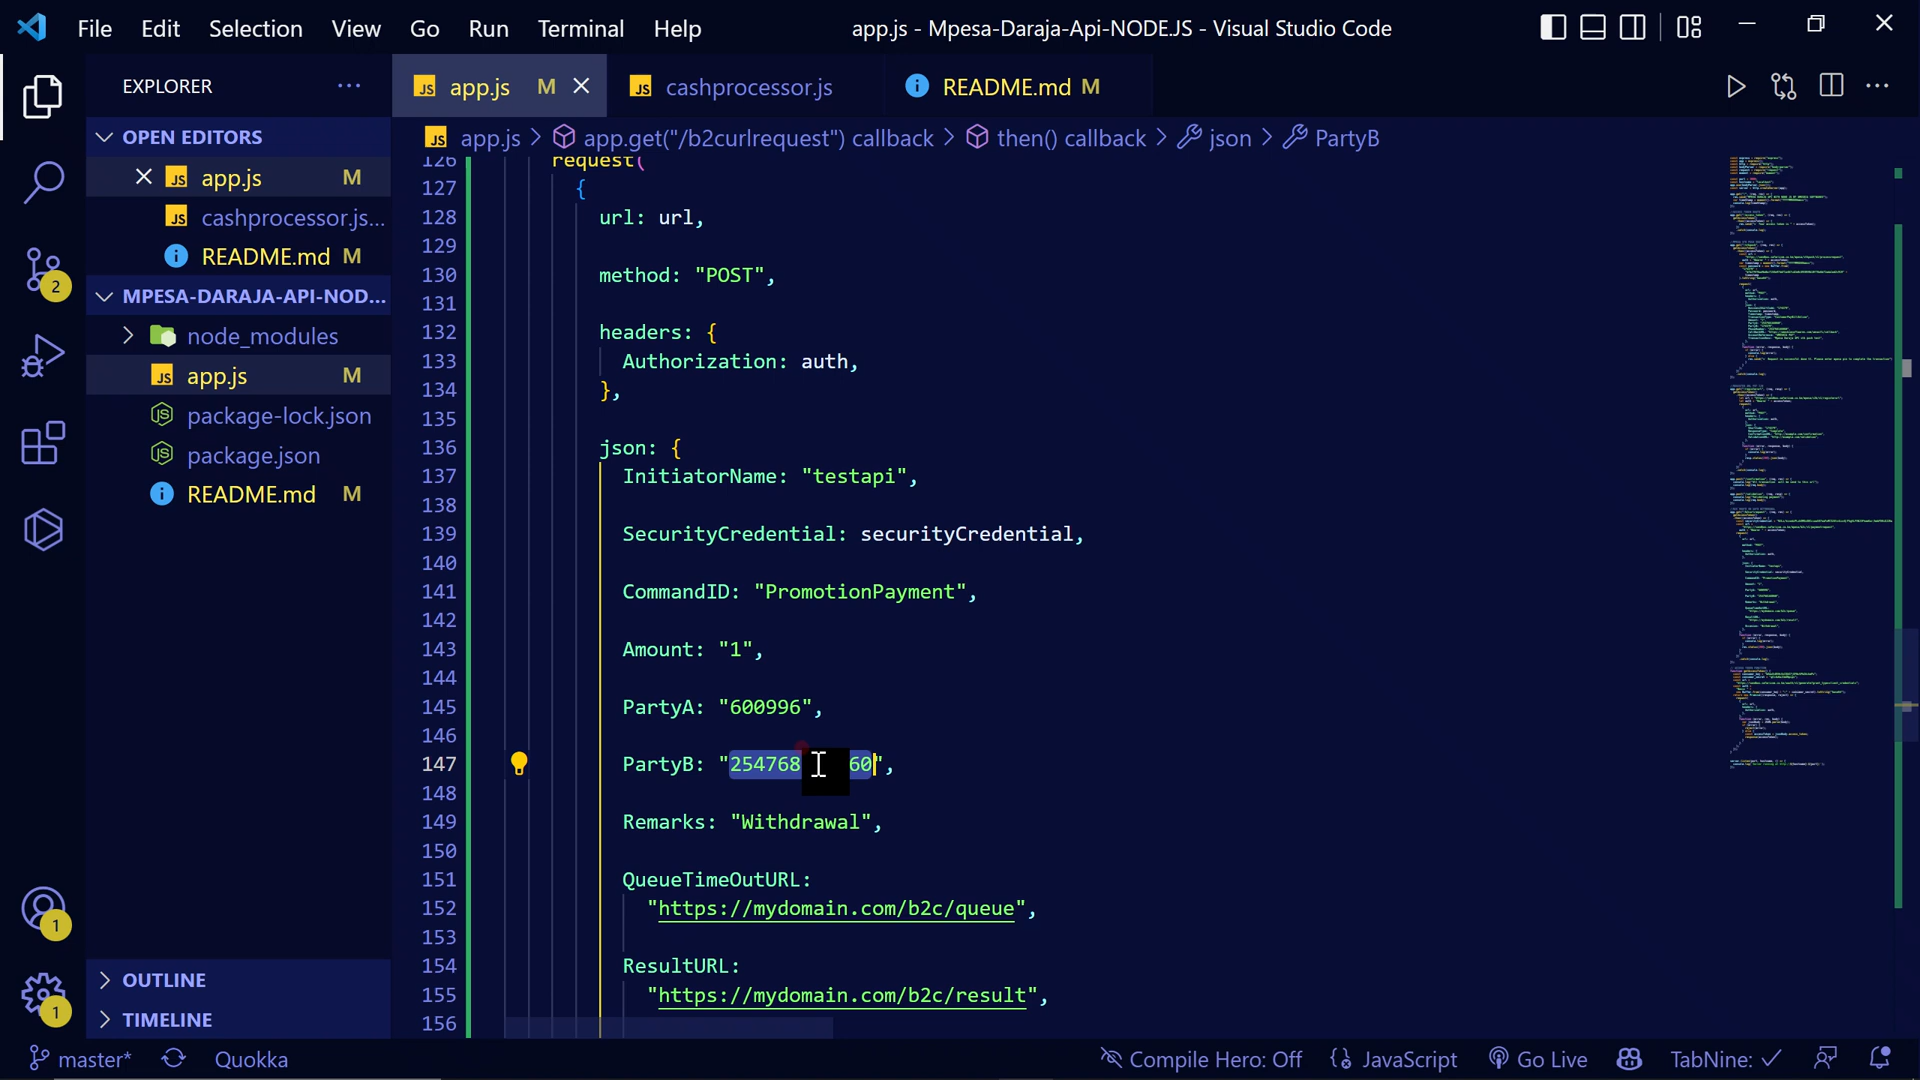 File Edit Selection View Go Run Terminal Help
app.js - Mpesa-Daraja-Api-NODE.JS - Visual Studio Code
EXPLORER
OPEN EDITORS
app.js M
cashprocessor.js...
README.md M
MPESA-DARAJA-API-NOD...
node_modules
app.js M
package-lock.json
package.json
README.md M
OUTLINE
TIMELINE
2
1
1
app.js M
cashprocessor.js
README.md M
app.js > app.get("/b2curlrequest") callback > then() callback > json > PartyB
126 request(
127 {
128 url: url,
129
130 method: "POST",
131
132 headers: {
133 Authorization: auth,
134 },
135
136 json: {
137 InitiatorName: "testapi",
138
139 SecurityCredential: securityCredential,
140
141 CommandID: "PromotionPayment",
142
143 Amount: "1",
144
145 PartyA: "600996",
146
147 PartyB: "254768 60",
148
149 Remarks: "Withdrawal",
150
151 QueueTimeOutURL:
152 "https://mydomain.com/b2c/queue",
153
154 ResultURL:
155 "https://mydomain.com/b2c/result",
156
master* Quokka Compile Hero: Off JavaScript Go Live TabNine: ✓